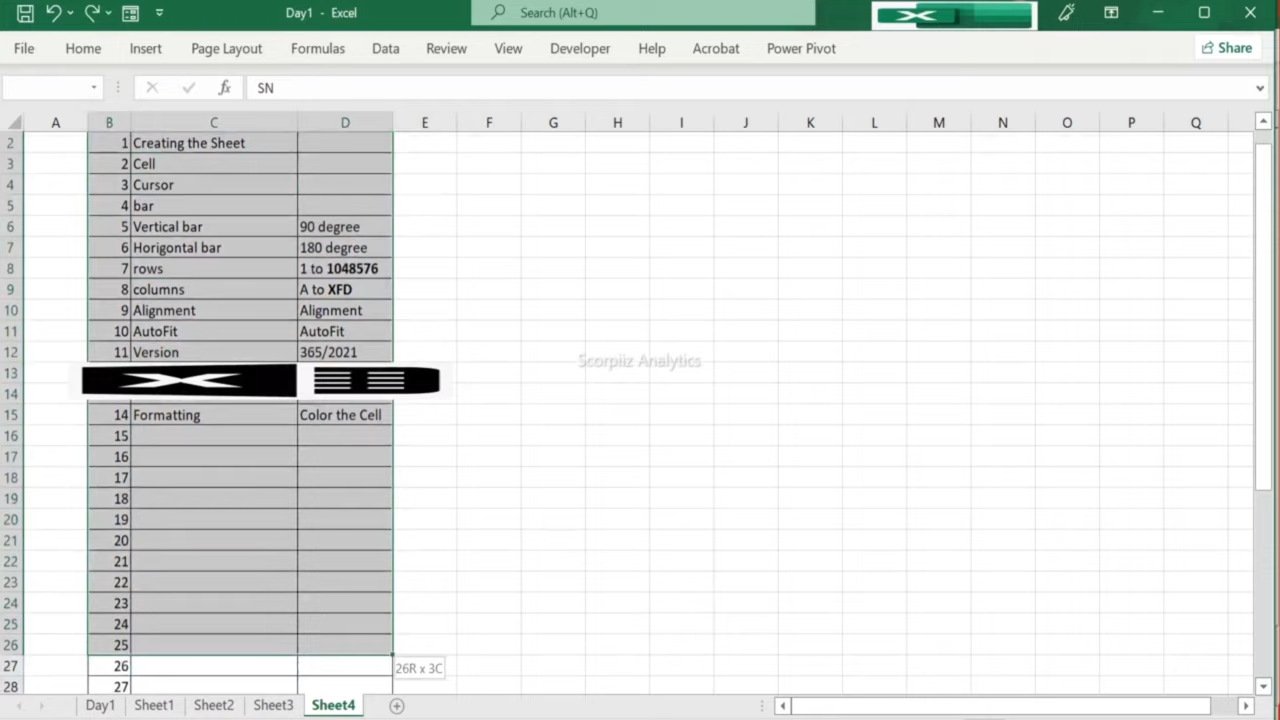 Day1 - Excel
Search (Alt+Q)
File Home Insert Page Layout Formulas Data Review View Developer Help Acrobat Power Pivot
Share
fx SN
A B C D E F G H I J K L M N O P Q
2 1 Creating the Sheet
3 2 Cell
4 3 Cursor
5 4 bar
6 5 Vertical bar 90 degree
7 6 Horigontal bar 180 degree
8 7 rows 1 to 1048576
9 8 columns A to XFD
10 9 Alignment Alignment
11 10 AutoFit AutoFit
12 11 Version 365/2021
Scorpiiz Analytics
13
14
15 14 Formatting Color the Cell
16 15
17 16
18 17
19 18
20 19
21 20
22 21
23 22
24 23
25 24
26 25
27 26
26R x 3C
28 27
Day1 Sheet1 Sheet2 Sheet3 Sheet4